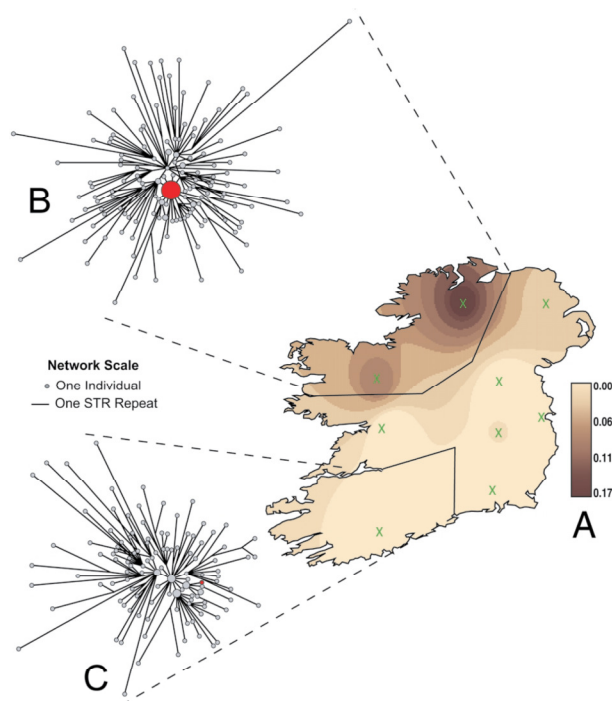 B
Network Scale
One Individual
One STR Repeat
X
X
X
X
X
X
X
X
X
0.00
0.06
0.11
0.17
A
C